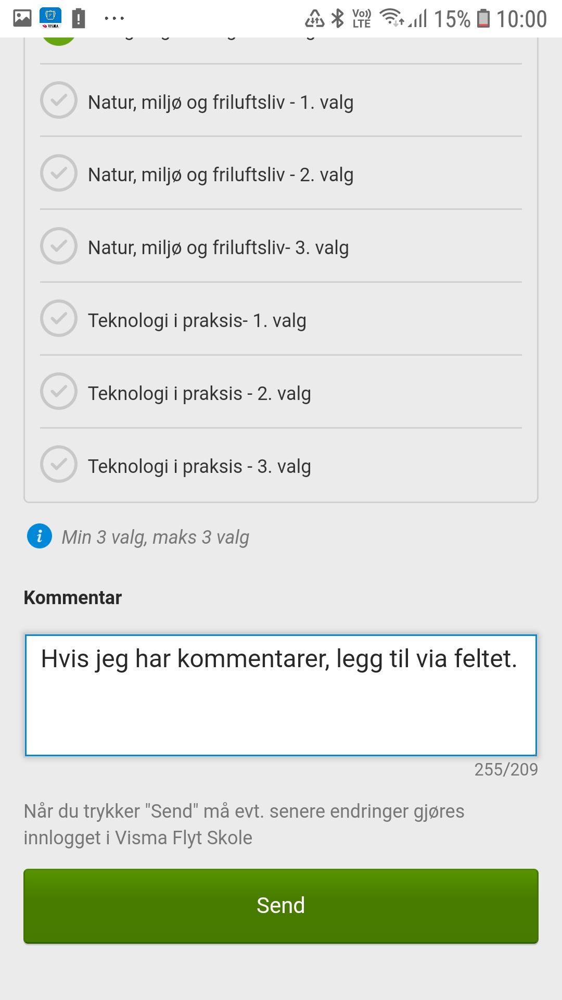 VISMA
Vo))
LTE
15%
10:00
Natur, miljø og friluftsliv - 1. valg
Natur, miljø og friluftsliv - 2. valg
Natur, miljø og friluftsliv- 3. valg
Teknologi i praksis- 1. valg
Teknologi i praksis - 2. valg
Teknologi i praksis - 3. valg
i Min 3 valg, maks 3 valg
Kommentar
Hvis jeg har kommentarer, legg til via feltet.
255/209
Når du trykker "Send" må evt. senere endringer gjøres
innlogget i Visma Flyt Skole
Send